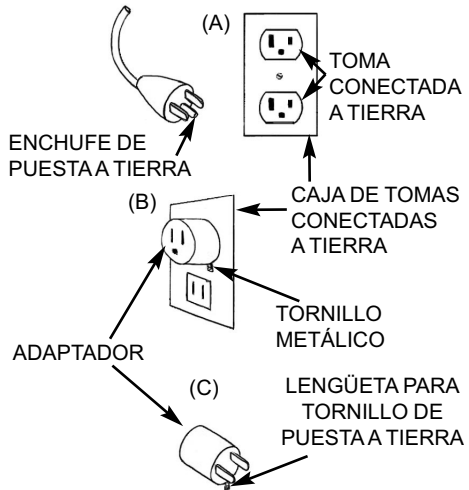 (A)
TOMA
CONECTADA
A TIERRA
ENCHUFE DE
PUESTA A TIERRA
(B)
CAJA DE TOMAS
CONECTADAS
A TIERRA
TORNILLO
METÁLICO
ADAPTADOR
(C)
LENGÜETA PARA
TORNILLO DE
PUESTA A TIERRA